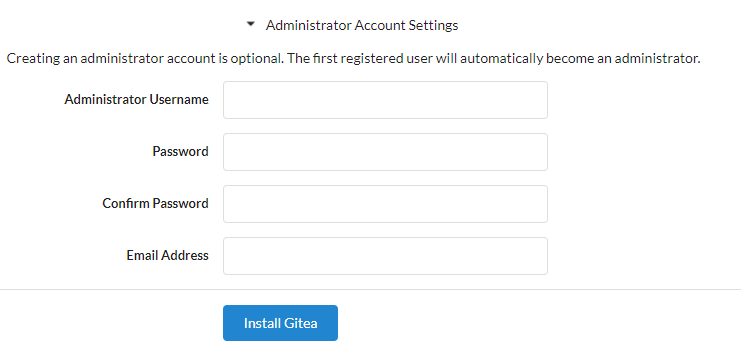 Administrator Account Settings
Creating an administrator account is optional. The first registered user will automatically become an administrator.
Administrator Username
Password
Confirm Password
Email Address
Install Gitea